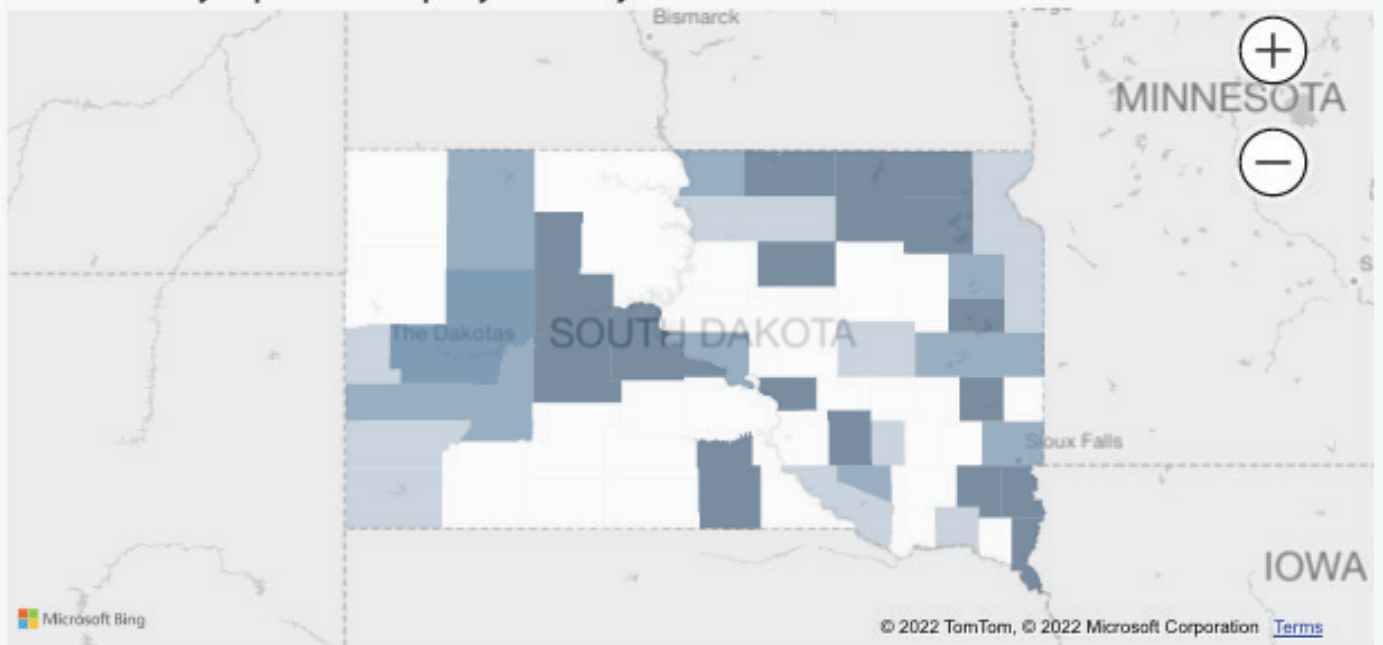 Bismarck
MINNESOTA
The Dakotas
SOUTH DAKOTA
Sioux Falls
IOWA
Microsoft Bing
© 2022 TomTom, © 2022 Microsoft Corporation Terms